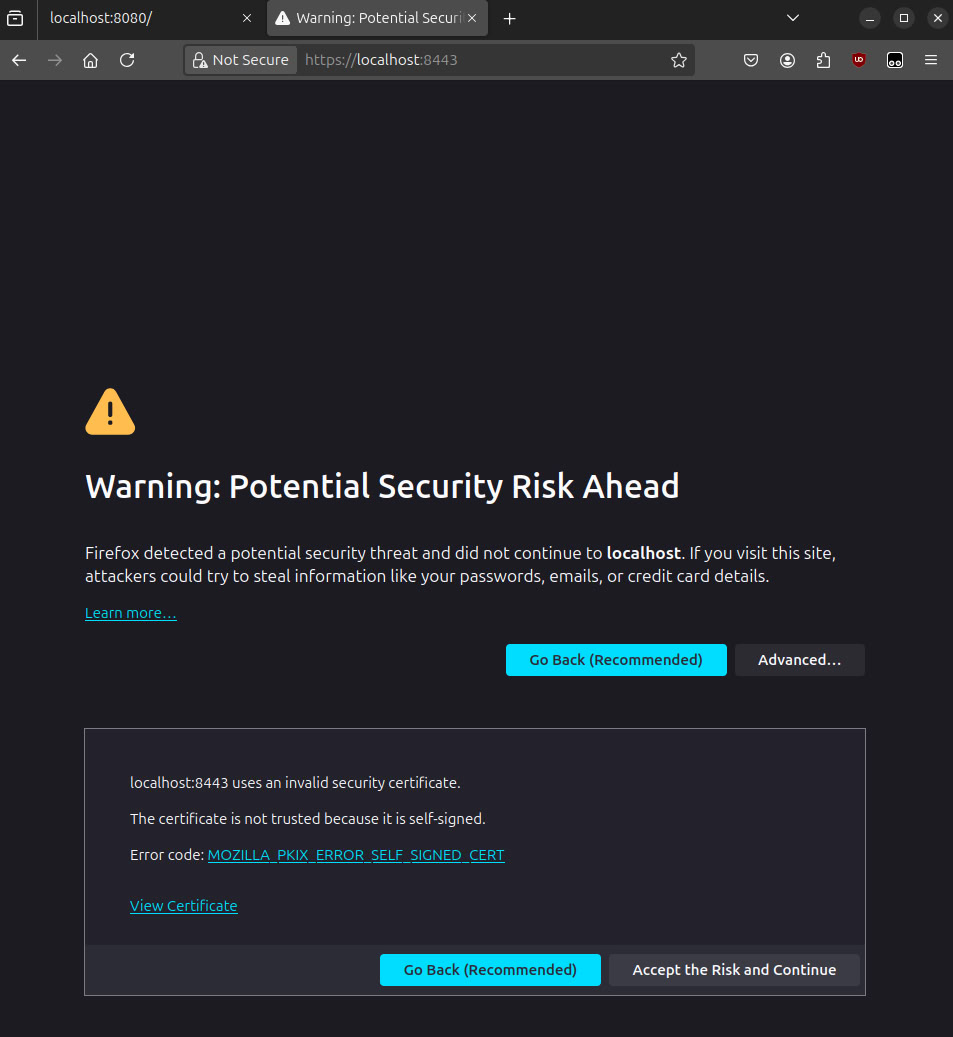 localhost:8080/
Warning: Potential Securi
Not Secure
https://localhost:8443
Warning: Potential Security Risk Ahead
Firefox detected a potential security threat and did not continue to localhost. If you visit this site,
attackers could try to steal information like your passwords, emails, or credit card details.
Learn more…
Go Back (Recommended)
Advanced…
localhost:8443 uses an invalid security certificate.
The certificate is not trusted because it is self-signed.
Error code: MOZILLA_PKIX_ERROR_SELF_SIGNED_CERT
View Certificate
Go Back (Recommended)
Accept the Risk and Continue